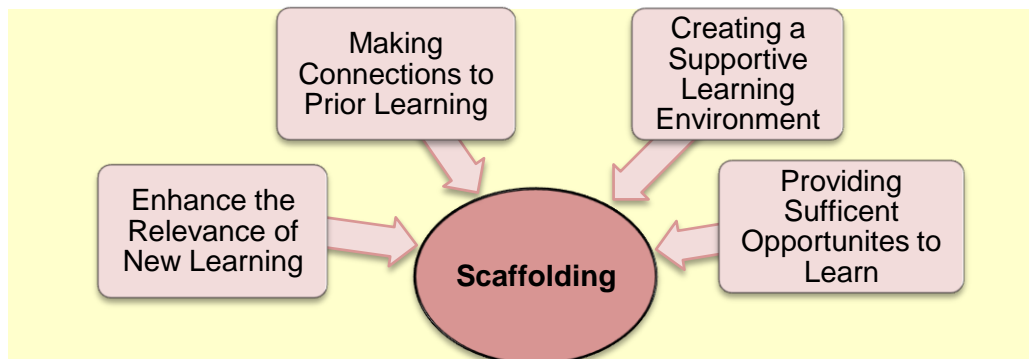 Making
Connections to
Prior Learning
Creating a
Supportive
Learning
Environment
Enhance the
Relevance of
New Learning
Providing
Sufficent
Opportunites to
Learn
Scaffolding